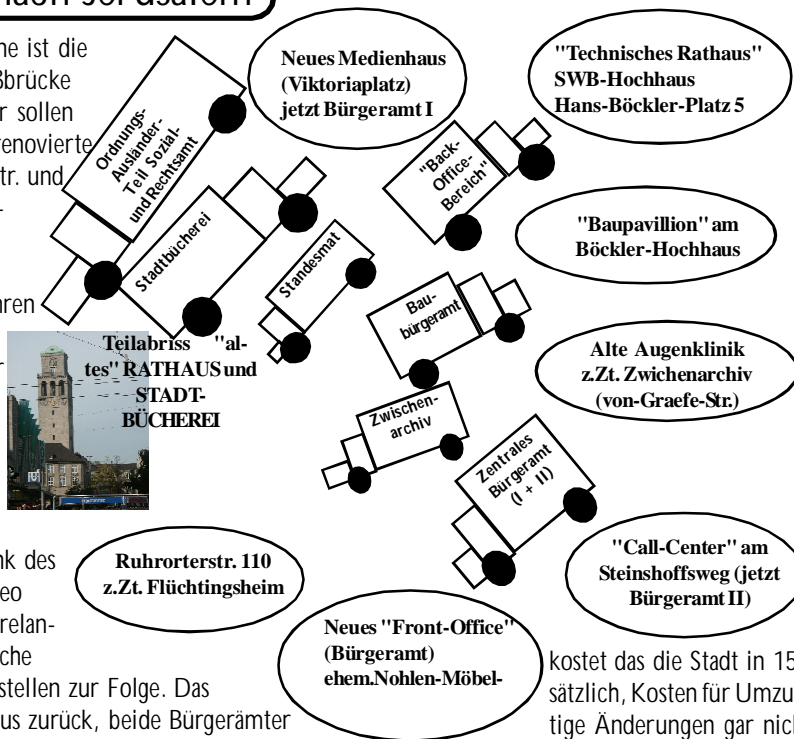 ne ist die
ßbrücke
r sollen
renovierte
tr. und
-
hren
r
Ordnungs-
Ausländer-
Teil Sozial-
und Rechtsamt
Neues Medienhaus
(Viktoriaplatz)
jetzt Bürgeramt I
"Technisches Rathaus"
SWB-Hochhaus
Hans-Böckler-Platz 5
"Back-
Office-
Bereich"
Stadtbücherei
Standesmat
"Baupavillion" am
Böckler-Hochhaus
Bau-
bürgeramt
Teilabriss "al-
tes" RATHAUS und
STADT-
BÜCHEREI
Alte Augenklinik
z.Zt. Zwichenarchiv
(von-Graefe-Str.)
Zwischen-
archiv
Zentrales
Bürgeramt
(I + II)
Ruhrorterstr. 110
z.Zt. Flüchtingsheim
"Call-Center" am
Steinshoffsweg (jetzt
Bürgeramt II)
Neues "Front-Office"
(Bürgeramt)
ehem.Nohlen-Möbel-
nk des
eo
relan-
che
stellen zur Folge. Das
us zurück, beide Bürgerämter
kostet das die Stadt in 15
sätzlich, Kosten für Umzu
tige Änderungen gar nich